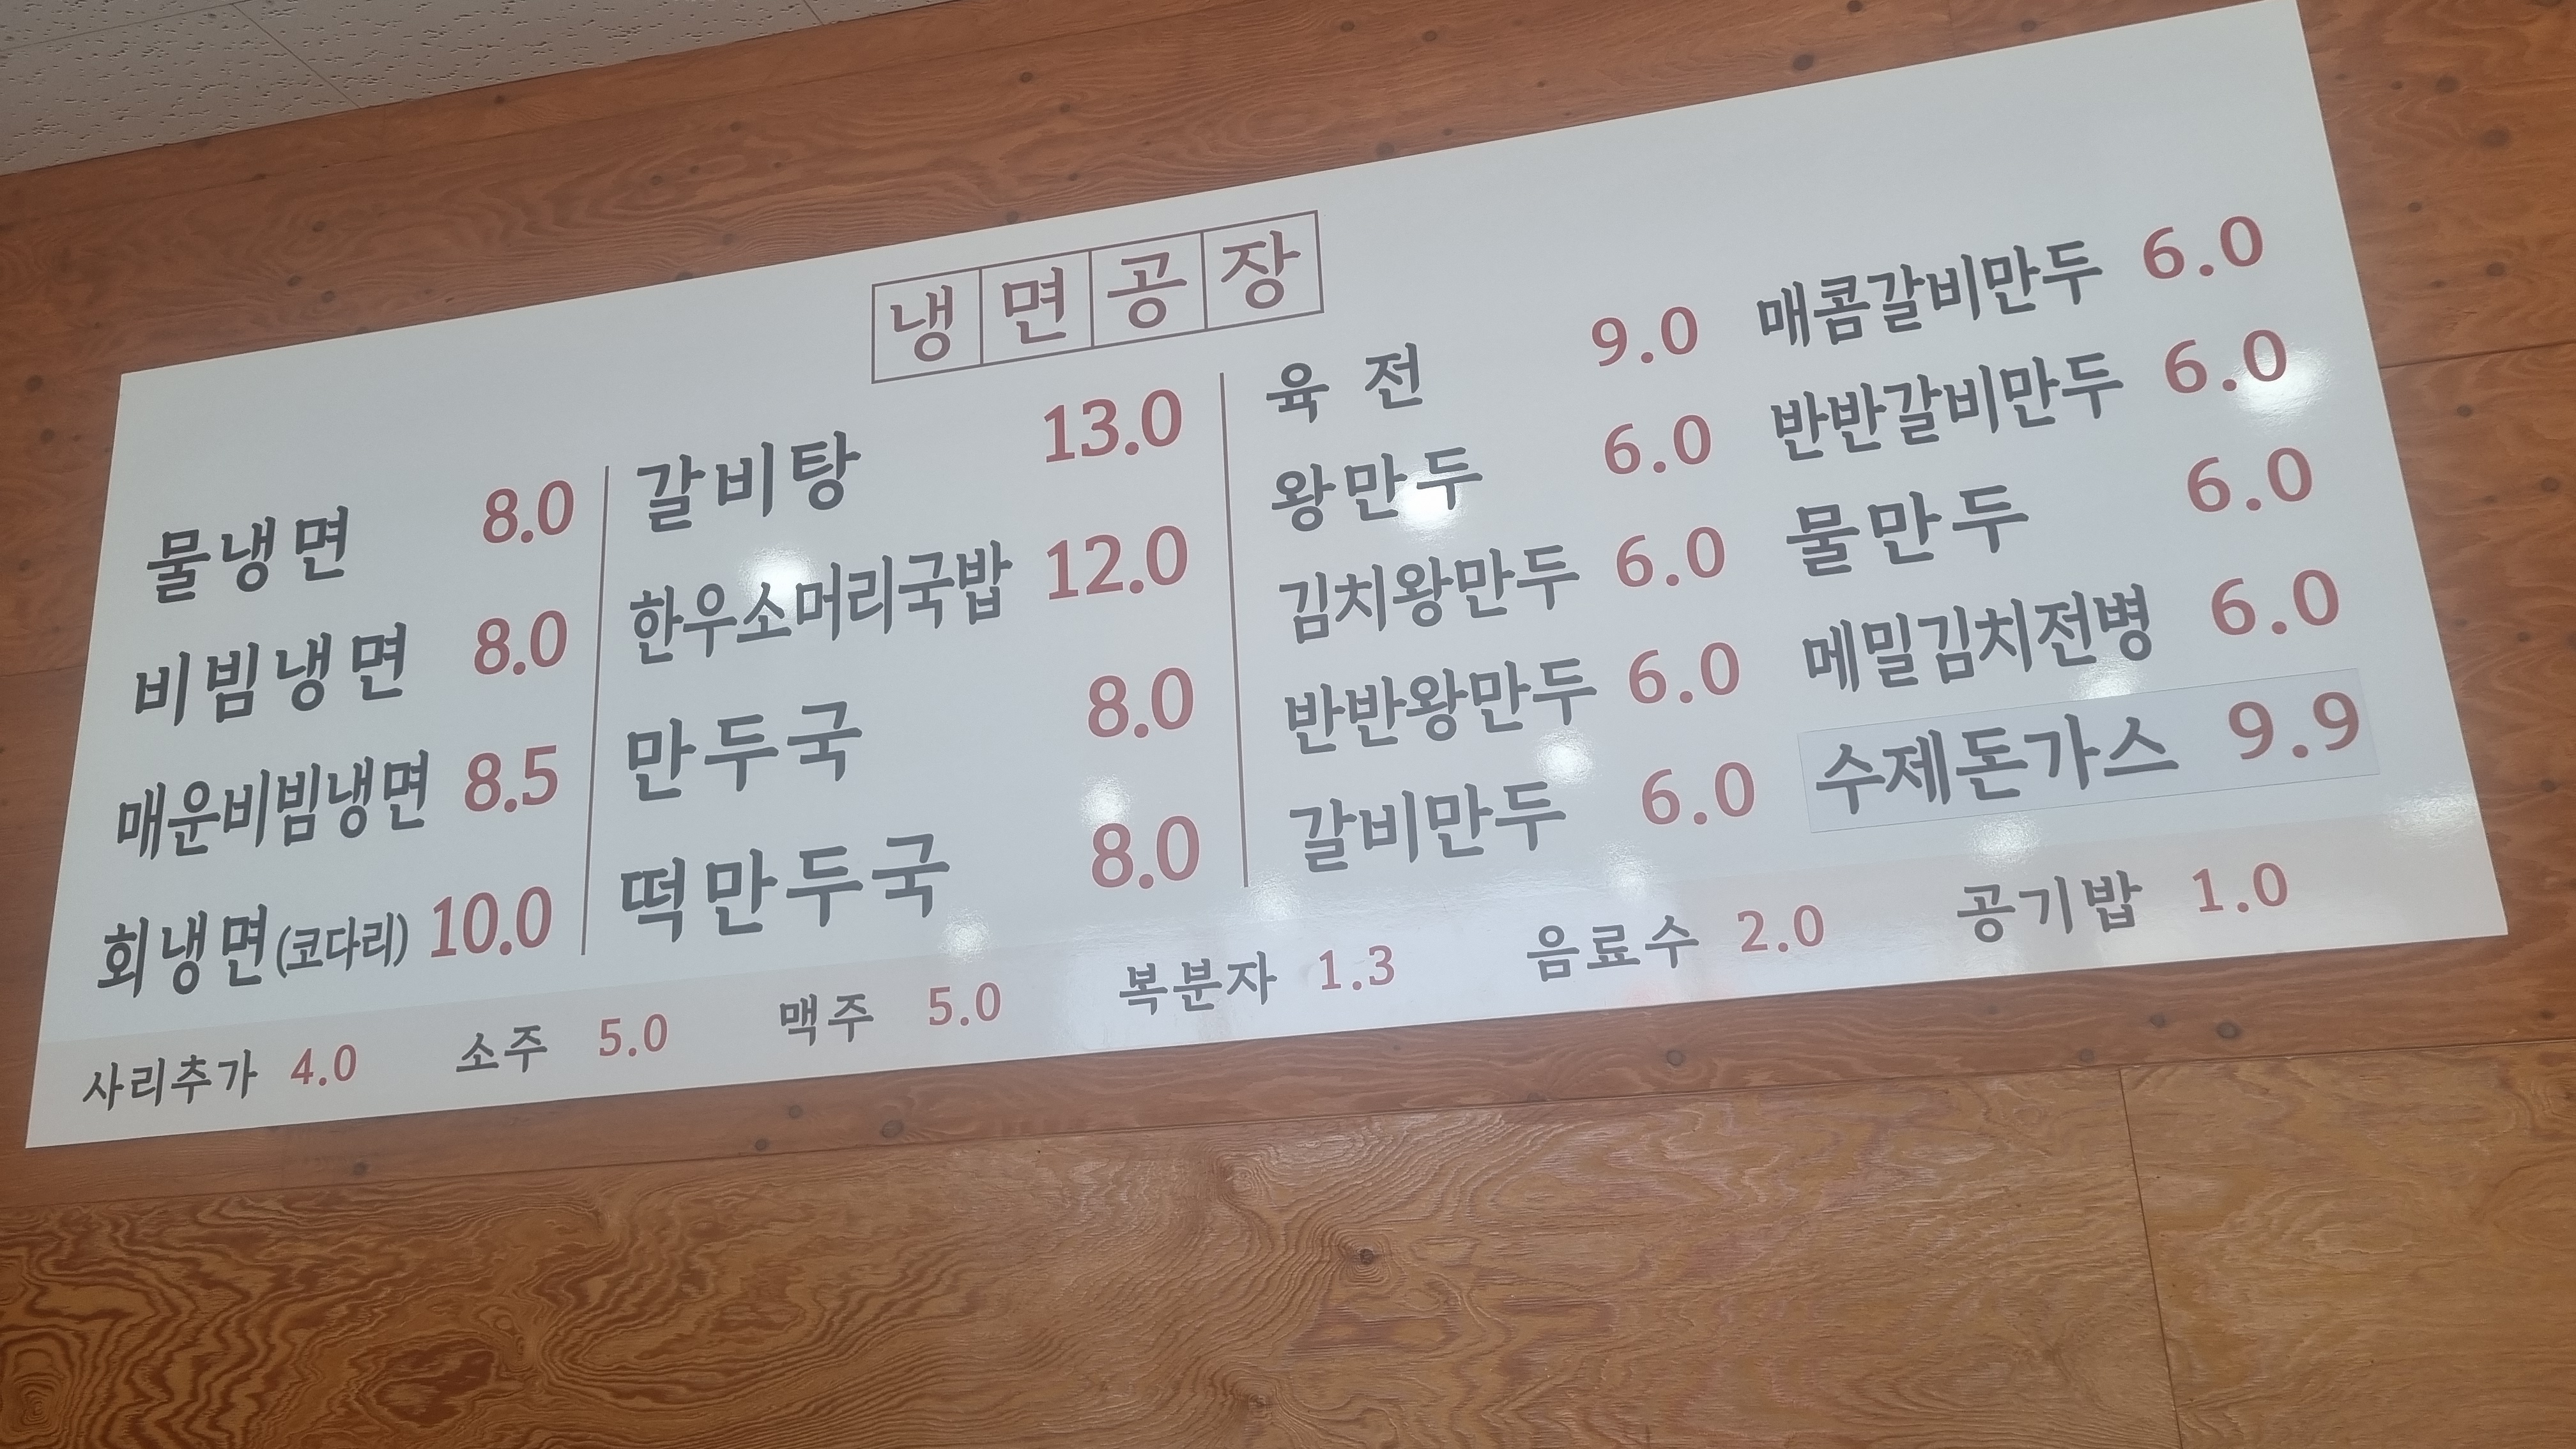 냉면공장
물냉면 8.0
비빔냉면 8.0
매운비빔냉면 8.5
회냉면(코다리) 10.0
갈비탕 13.0
한우소머리국밥 12.0
만두국 8.0
떡만두국 8.0
육전 9.0
왕만두 6.0
김치왕만두 6.0
반반왕만두 6.0
갈비만두 6.0
매콤갈비만두 6.0
반반갈비만두 6.0
물만두 6.0
메밀김치전병 6.0
수제돈가스 9.9
사리추가 4.0 소주 5.0 맥주 5.0 복분자 1.3 음료수 2.0 공기밥 1.0